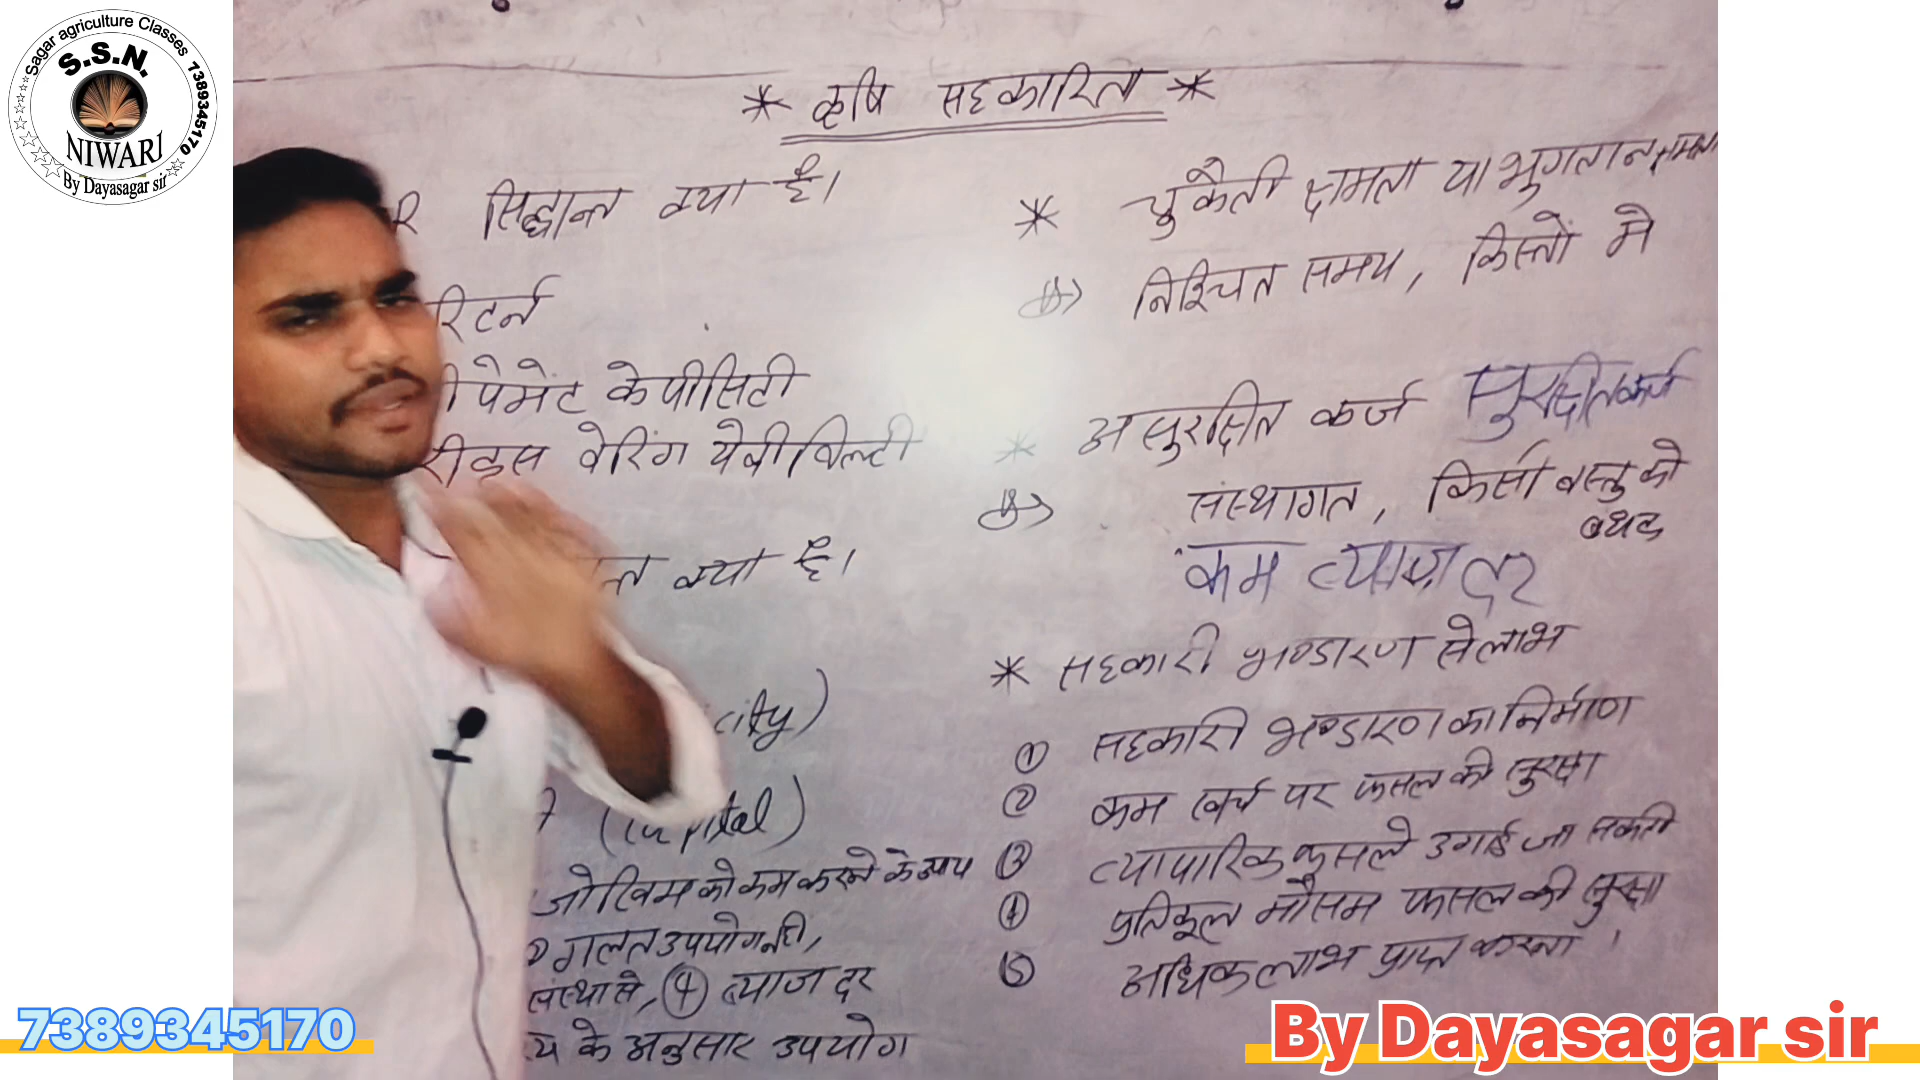 Sagar agriculture Classes 7389345170
S.S.N.
NIWARI
By Dayasagar sir
* कृषि सहकारिता *
R सिद्धान्त क्या है।
रिटर्न
पेमेंट केपीसिटी
वेरिंग येवीविल्टी
क्या है।
city)
(Capital)
जोखिम को कम करने के उपाय
गलत उपयोग नही,
संस्था से, ④ ब्याज दर
के अनुसार उपयोग
* चुकौती क्षमता या भुगतान क्षमता
निश्चित समय, किस्तों मे
* असुरक्षित कर्ज सुरक्षित कर्ज
संस्थागत, किसी वस्तु को
कम ब्याज दर
* सहकारी भण्डारण से लाभ
① सहकारी भण्डारण का निर्माण
② कम खर्च पर फसल की सुरक्षा
③ व्यापारिक फसले उगाई जा सकती
④ प्रतिकूल मौसम फसल की सुरक्षा
⑤ अधिक लाभ प्राप्त करना ।
7389345170
By Dayasagar sir